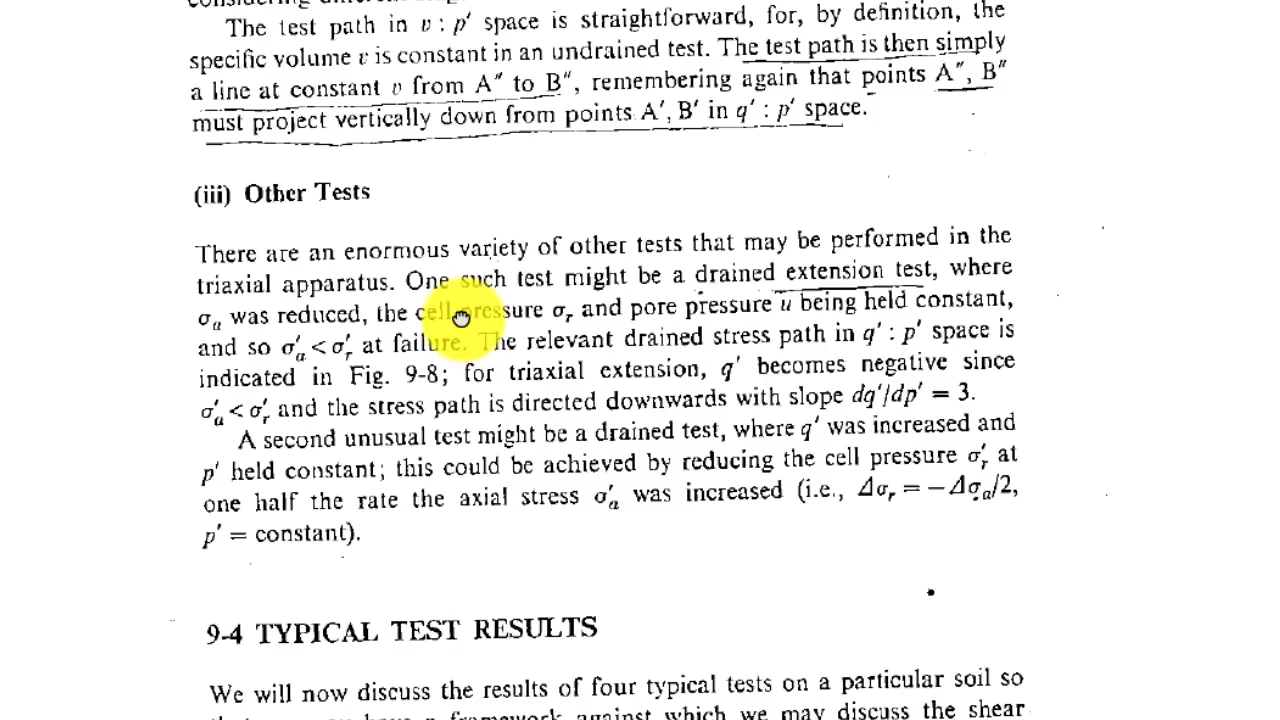 The test path in v : p′ space is straightforward, for, by definition, the
specific volume v is constant in an undrained test. The test path is then simply
a line at constant v from A″ to B″, remembering again that points A″, B″
must project vertically down from points A′, B′ in q′ : p′ space.
(iii) Other Tests
There are an enormous variety of other tests that may be performed in the
triaxial apparatus. One such test might be a drained extension test, where
σa was reduced, the cell pressure σr and pore pressure u being held constant,
and so σ′a < σ′r at failure. The relevant drained stress path in q′ : p′ space is
indicated in Fig. 9-8; for triaxial extension, q′ becomes negative since
σ′a < σ′r and the stress path is directed downwards with slope dq′/dp′ = 3.
A second unusual test might be a drained test, where q′ was increased and
p′ held constant; this could be achieved by reducing the cell pressure σ′r at
one half the rate the axial stress σ′a was increased (i.e., Δσr = −Δσa/2,
p′ = constant).
9-4 TYPICAL TEST RESULTS
We will now discuss the results of four typical tests on a particular soil so
framework against which we may discuss the shear